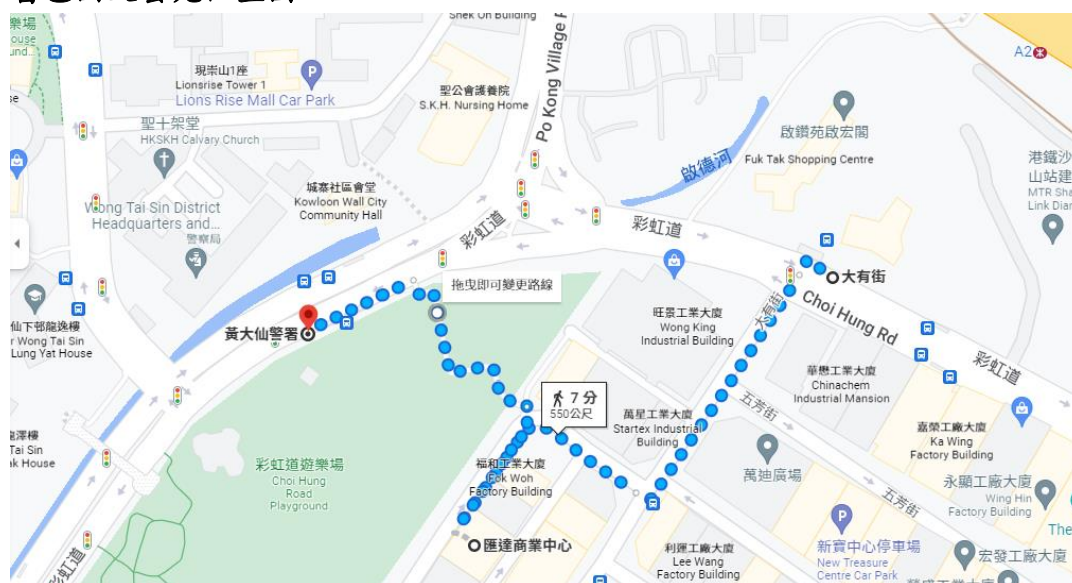 樂場
Shek On Building
A2
現崇山1座
Lionsrise Tower 1
Lion's Rise Mall Car Park
P
Po Kong Village R
聖公會護養院
S.K.H. Nursing Home
聖十架堂
HKSKH Calvary Church
啟鑽苑啟宏閣
Fuk Tak Shopping Centre
啟德河
港鐵沙
山站建
MTR Sha
Link Dian
城寨社區會堂
Kowloon Wall City
Community Hall
Wong Tai Sin District
Headquarters and...
警察局
彩虹道
彩虹道
拖曳即可變更路線
大有街
大有街
Choi Hung Rd
彩虹道
旺景工業大廈
Wong King
Industrial Building
黃大仙警署
仙下邨龍逸樓
r Wong Tai Sin
Lung Yat House
華懋工業大廈
Chinachem
Industrial Mansion
7 分
550公尺
五芳街
萬星工業大廈
Startex Industrial
Building
嘉榮工廠大廈
Ka Wing
Factory Building
龍澤樓
Tai Sin
ak House
彩虹道遊樂場
Choi Hung
Road
Playground
福和工業大廈
Fok Woh
Factory Building
萬迪廣場
五芳街
永顯工廠大廈
Wing Hin
Factory Building
The
匯達商業中心
利運工廠大廈
Lee Wang
Factory Building
P
新寶中心停車場
New Treasure
Centre Car Park
宏發工廠大
彩虹道